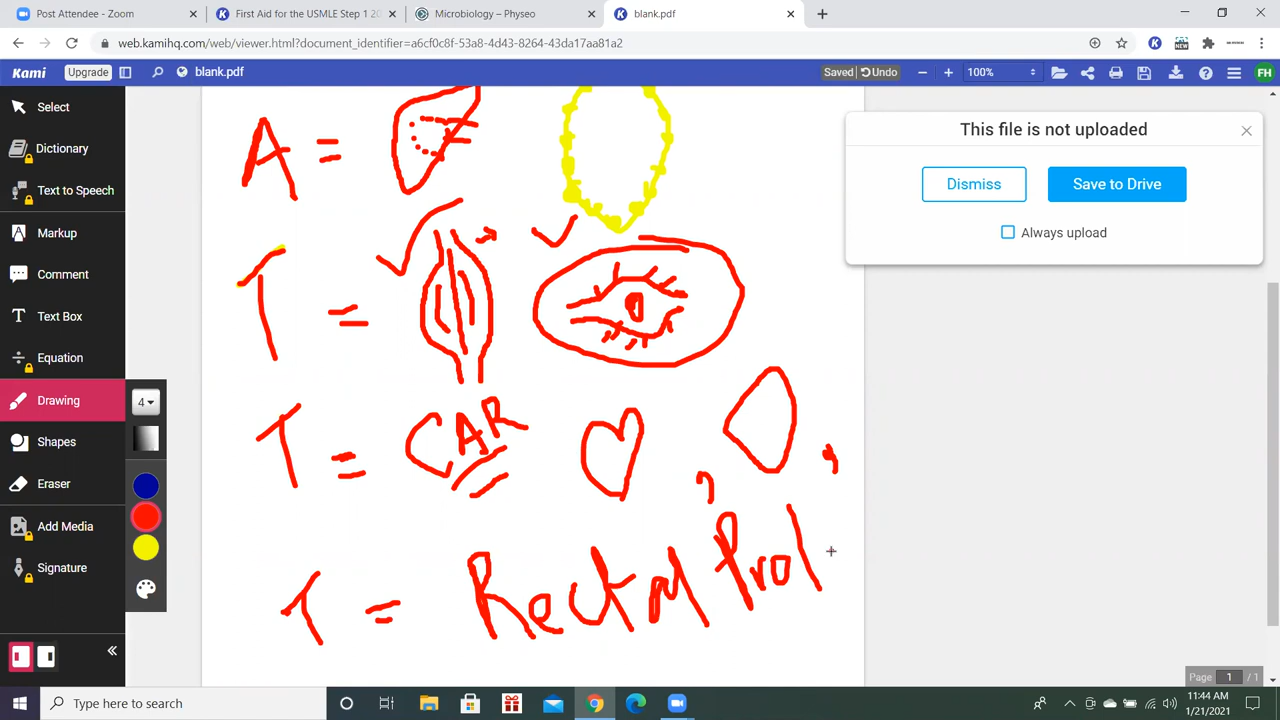 Post Attendee - Zoom
First Aid for the USMLE Step 1 20
Microbiology – Physeo
blank.pdf
web.kamihq.com/web/viewer.html?document_identifier=a6cf0c8f-53a8-4d43-8264-43da17aa81a2
NEW
Kami
Upgrade
blank.pdf
Saved
Undo
100%
FH
Select
Dictionary
Text to Speech
Markup
Comment
Text Box
Equation
Drawing
Shapes
Eraser
Add Media
Signature
4
This file is not uploaded
Dismiss
Save to Drive
Always upload
A =
T =
T = CAR , ,
T = Rectal Prol
Page 1 / 1
Type here to search
11:44 AM
1/21/2021